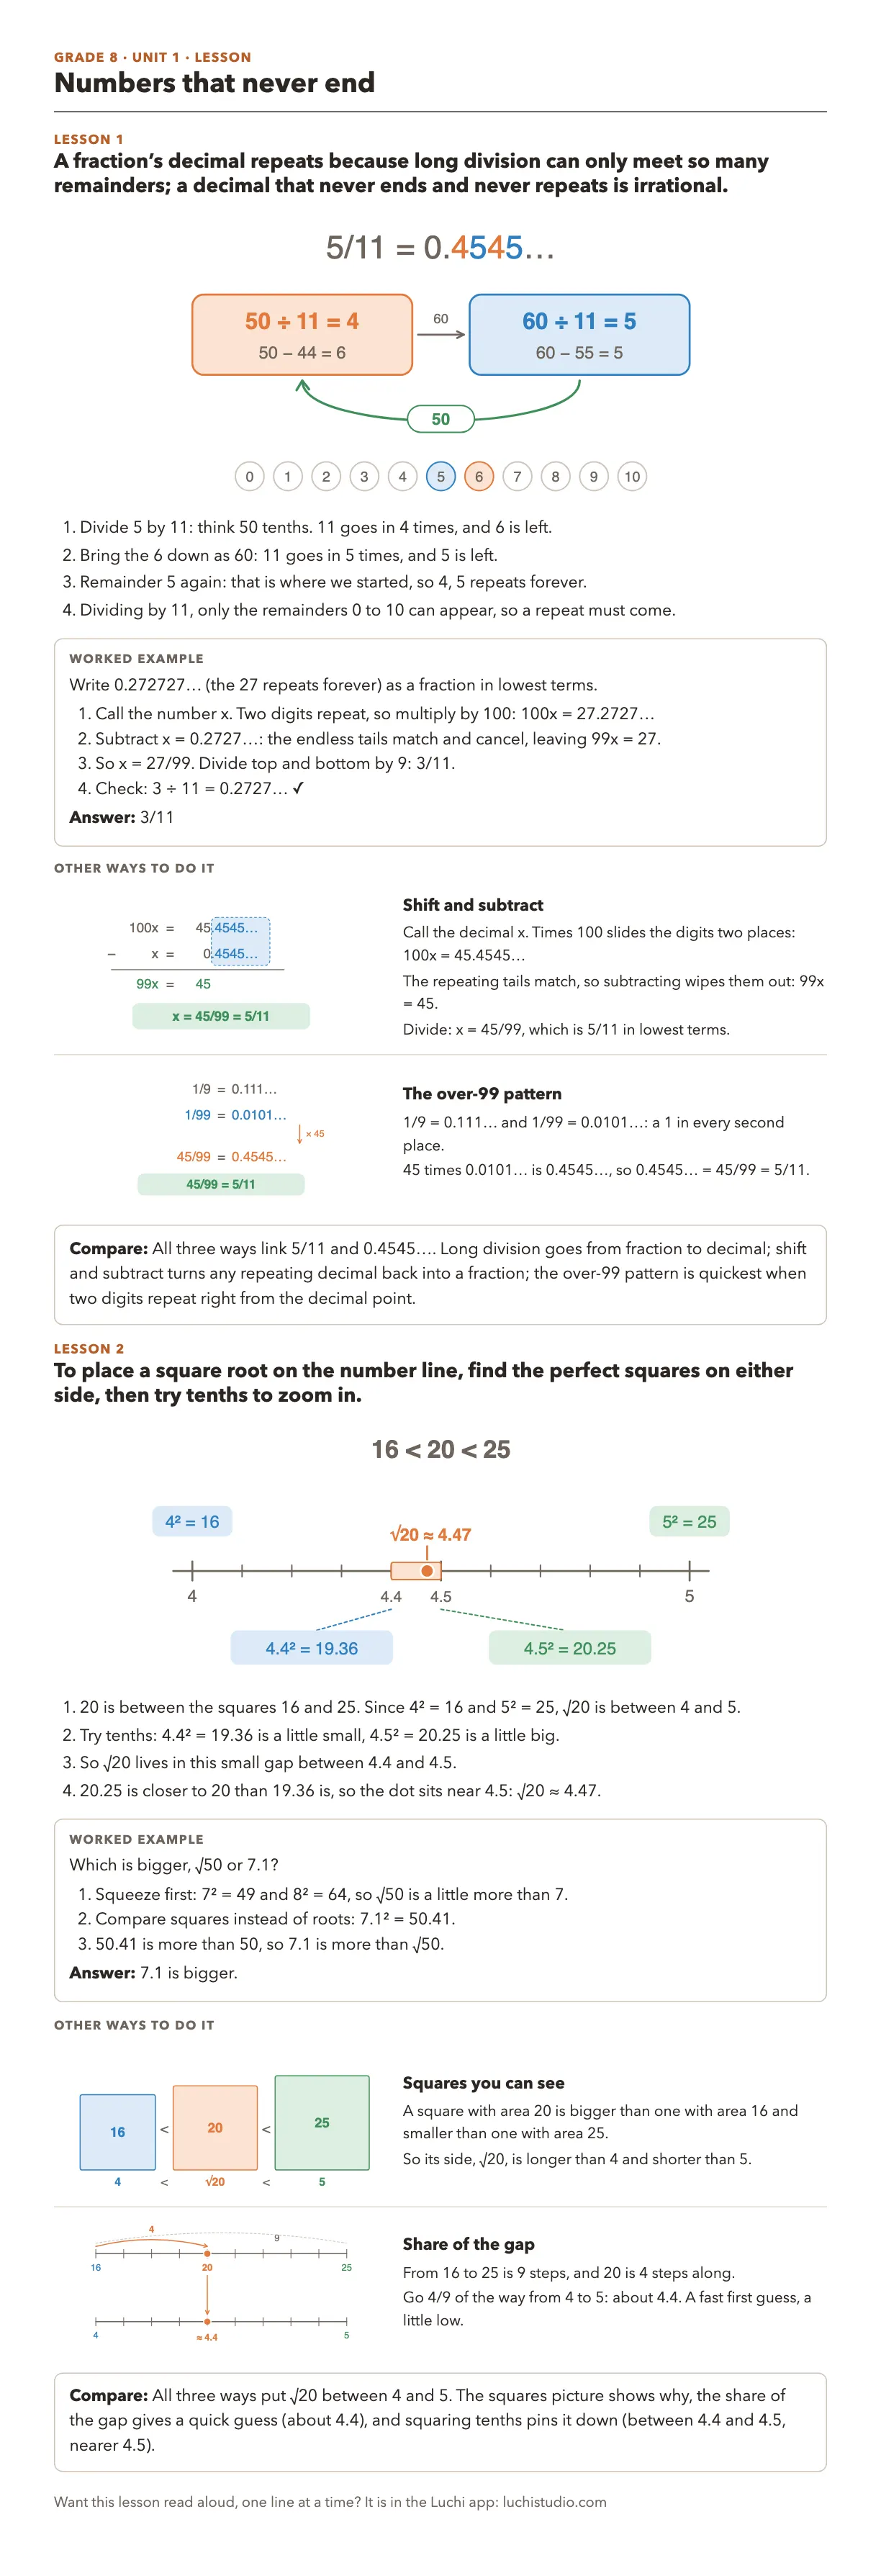 GRADE 8 · UNIT 1 · LESSON
Numbers that never end
LESSON 1
A fraction’s decimal repeats because long division can only meet so many
remainders; a decimal that never ends and never repeats is irrational.
5/11 = 0.4545…
50 ÷ 11 = 4
50 − 44 = 6
60
60 ÷ 11 = 5
60 − 55 = 5
50
0 1 2 3 4 5 6 7 8 9 10
1. Divide 5 by 11: think 50 tenths. 11 goes in 4 times, and 6 is left.
2. Bring the 6 down as 60: 11 goes in 5 times, and 5 is left.
3. Remainder 5 again: that is where we started, so 4, 5 repeats forever.
4. Dividing by 11, only the remainders 0 to 10 can appear, so a repeat must come.
WORKED EXAMPLE
Write 0.272727… (the 27 repeats forever) as a fraction in lowest terms.
1. Call the number x. Two digits repeat, so multiply by 100: 100x = 27.2727…
2. Subtract x = 0.2727…: the endless tails match and cancel, leaving 99x = 27.
3. So x = 27/99. Divide top and bottom by 9: 3/11.
4. Check: 3 ÷ 11 = 0.2727… ✓
Answer: 3/11
OTHER WAYS TO DO IT
100x = 45.4545…
− x = 0.4545…
99x = 45
x = 45/99 = 5/11
Shift and subtract
Call the decimal x. Times 100 slides the digits two places:
100x = 45.4545…
The repeating tails match, so subtracting wipes them out: 99x
= 45.
Divide: x = 45/99, which is 5/11 in lowest terms.
1/9 = 0.111…
1/99 = 0.0101…
× 45
45/99 = 0.4545…
45/99 = 5/11
The over-99 pattern
1/9 = 0.111… and 1/99 = 0.0101…: a 1 in every second
place.
45 times 0.0101… is 0.4545…, so 0.4545… = 45/99 = 5/11.
Compare: All three ways link 5/11 and 0.4545…. Long division goes from fraction to decimal; shift
and subtract turns any repeating decimal back into a fraction; the over-99 pattern is quickest when
two digits repeat right from the decimal point.
LESSON 2
To place a square root on the number line, find the perfect squares on either
side, then try tenths to zoom in.
16 < 20 < 25
4² = 16
5² = 25
√20 ≈ 4.47
4 4.4 4.5 5
4.4² = 19.36
4.5² = 20.25
1. 20 is between the squares 16 and 25. Since 4² = 16 and 5² = 25, √20 is between 4 and 5.
2. Try tenths: 4.4² = 19.36 is a little small, 4.5² = 20.25 is a little big.
3. So √20 lives in this small gap between 4.4 and 4.5.
4. 20.25 is closer to 20 than 19.36 is, so the dot sits near 4.5: √20 ≈ 4.47.
WORKED EXAMPLE
Which is bigger, √50 or 7.1?
1. Squeeze first: 7² = 49 and 8² = 64, so √50 is a little more than 7.
2. Compare squares instead of roots: 7.1² = 50.41.
3. 50.41 is more than 50, so 7.1 is more than √50.
Answer: 7.1 is bigger.
OTHER WAYS TO DO IT
16 < 20 < 25
4 < √20 < 5
Squares you can see
A square with area 20 is bigger than one with area 16 and
smaller than one with area 25.
So its side, √20, is longer than 4 and shorter than 5.
4
9
16 20 25
4 ≈ 4.4 5
Share of the gap
From 16 to 25 is 9 steps, and 20 is 4 steps along.
Go 4/9 of the way from 4 to 5: about 4.4. A fast first guess, a
little low.
Compare: All three ways put √20 between 4 and 5. The squares picture shows why, the share of
the gap gives a quick guess (about 4.4), and squaring tenths pins it down (between 4.4 and 4.5,
nearer 4.5).
Want this lesson read aloud, one line at a time? It is in the Luchi app: luchistudio.com